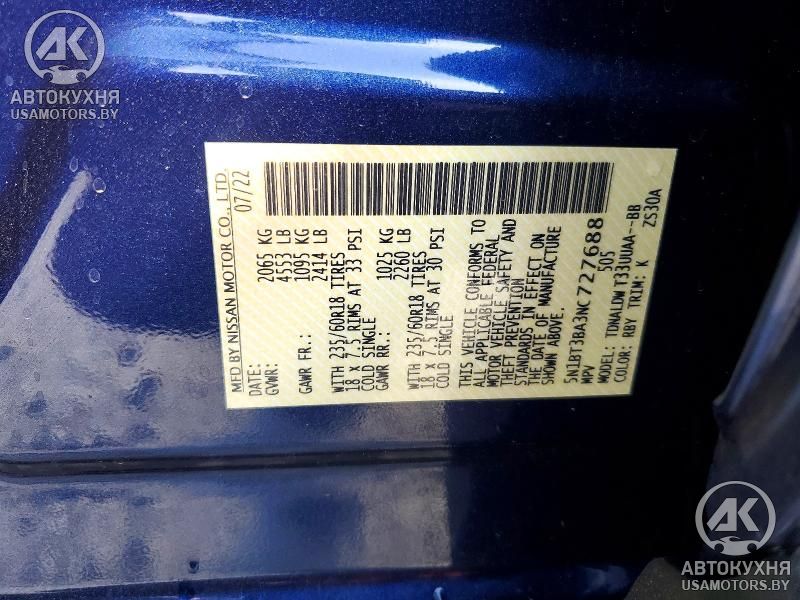 AK
АВТОКУХНЯ
USAMOTORS.BY
MFD BY NISSAN MOTOR CO., LTD.
DATE: 07/22
GVWR: 2065 KG
4553 LB
GAWR FR.: 1095 KG
2414 LB
WITH 235/60R18 TIRES
18 x 7.5 RIMS AT 33 PSI
COLD SINGLE
GAWR RR: 1025 KG
2260 LB
WITH 235/60R18 TIRES
18 x 7.5 RIMS AT 30 PSI
COLD SINGLE
THIS VEHICLE CONFORMS TO
ALL APPLICABLE FEDERAL
MOTOR VEHICLE SAFETY AND
THEFT PREVENTION
STANDARDS IN EFFECT ON
THE DATE OF MANUFACTURE
SHOWN ABOVE.
5N1BT3BA3NC727688
MPV 505
MODEL: TDNALDW T33UUAA--BB
COLOR: RBY TRIM: K ZS30A
AK
АВТОКУХНЯ
USAMOTORS.BY